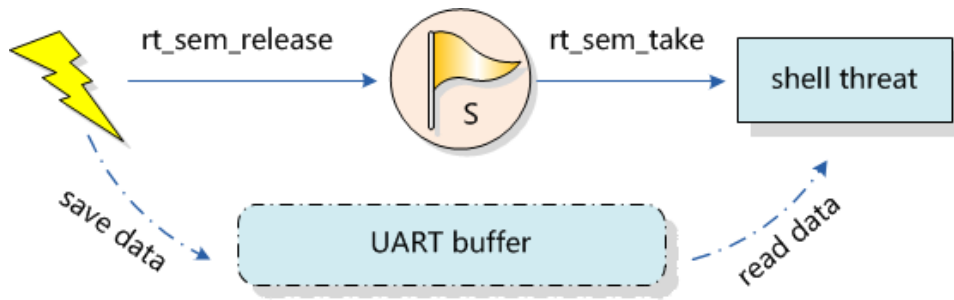 rt_sem_release
rt_sem_take
S
shell threat
save data
UART buffer
read data